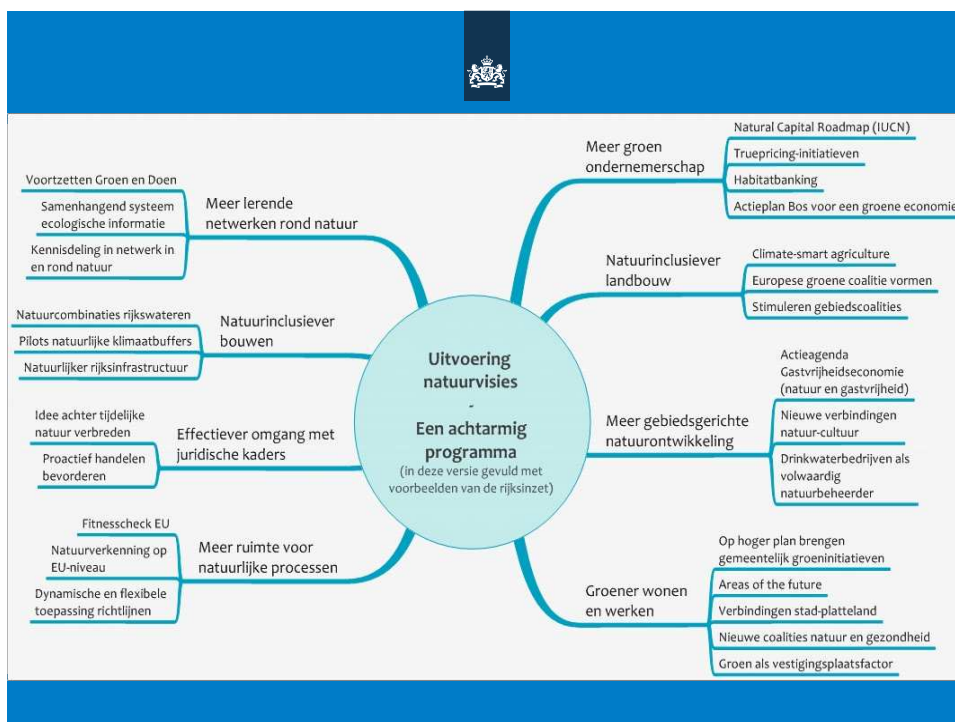 Uitvoering
natuurvisies
-
Een achtarmig
programma
(in deze versie gevuld met
voorbeelden van de rijksinzet)
Meer lerende
netwerken rond natuur
Voortzetten Groen en Doen
Samenhangend systeem
ecologische informatie
Kennisdeling in netwerk in
en rond natuur
Natuurinclusiever
bouwen
Natuurcombinaties rijkswateren
Pilots natuurlijke klimaatbuffers
Natuurlijker rijksinfrastructuur
Effectiever omgang met
juridische kaders
Idee achter tijdelijke
natuur verbreden
Proactief handelen
bevorderen
Meer ruimte voor
natuurlijke processen
Fitnesscheck EU
Natuurverkenning op
EU-niveau
Dynamische en flexibele
toepassing richtlijnen
Meer groen
ondernemerschap
Natural Capital Roadmap (IUCN)
Truepricing-initiatieven
Habitatbanking
Actieplan Bos voor een groene economie
Natuurinclusiever
landbouw
Climate-smart agriculture
Europese groene coalitie vormen
Stimuleren gebiedscoalities
Meer gebiedsgerichte
natuurontwikkeling
Actieagenda
Gastvrijheidseconomie
(natuur en gastvrijheid)
Nieuwe verbindingen
natuur-cultuur
Drinkwaterbedrijven als
volwaardig
natuurbeheerder
Groener wonen
en werken
Op hoger plan brengen
gemeentelijk groeninitiatieven
Areas of the future
Verbindingen stad-platteland
Nieuwe coalities natuur en gezondheid
Groen als vestigingsplaatsfactor